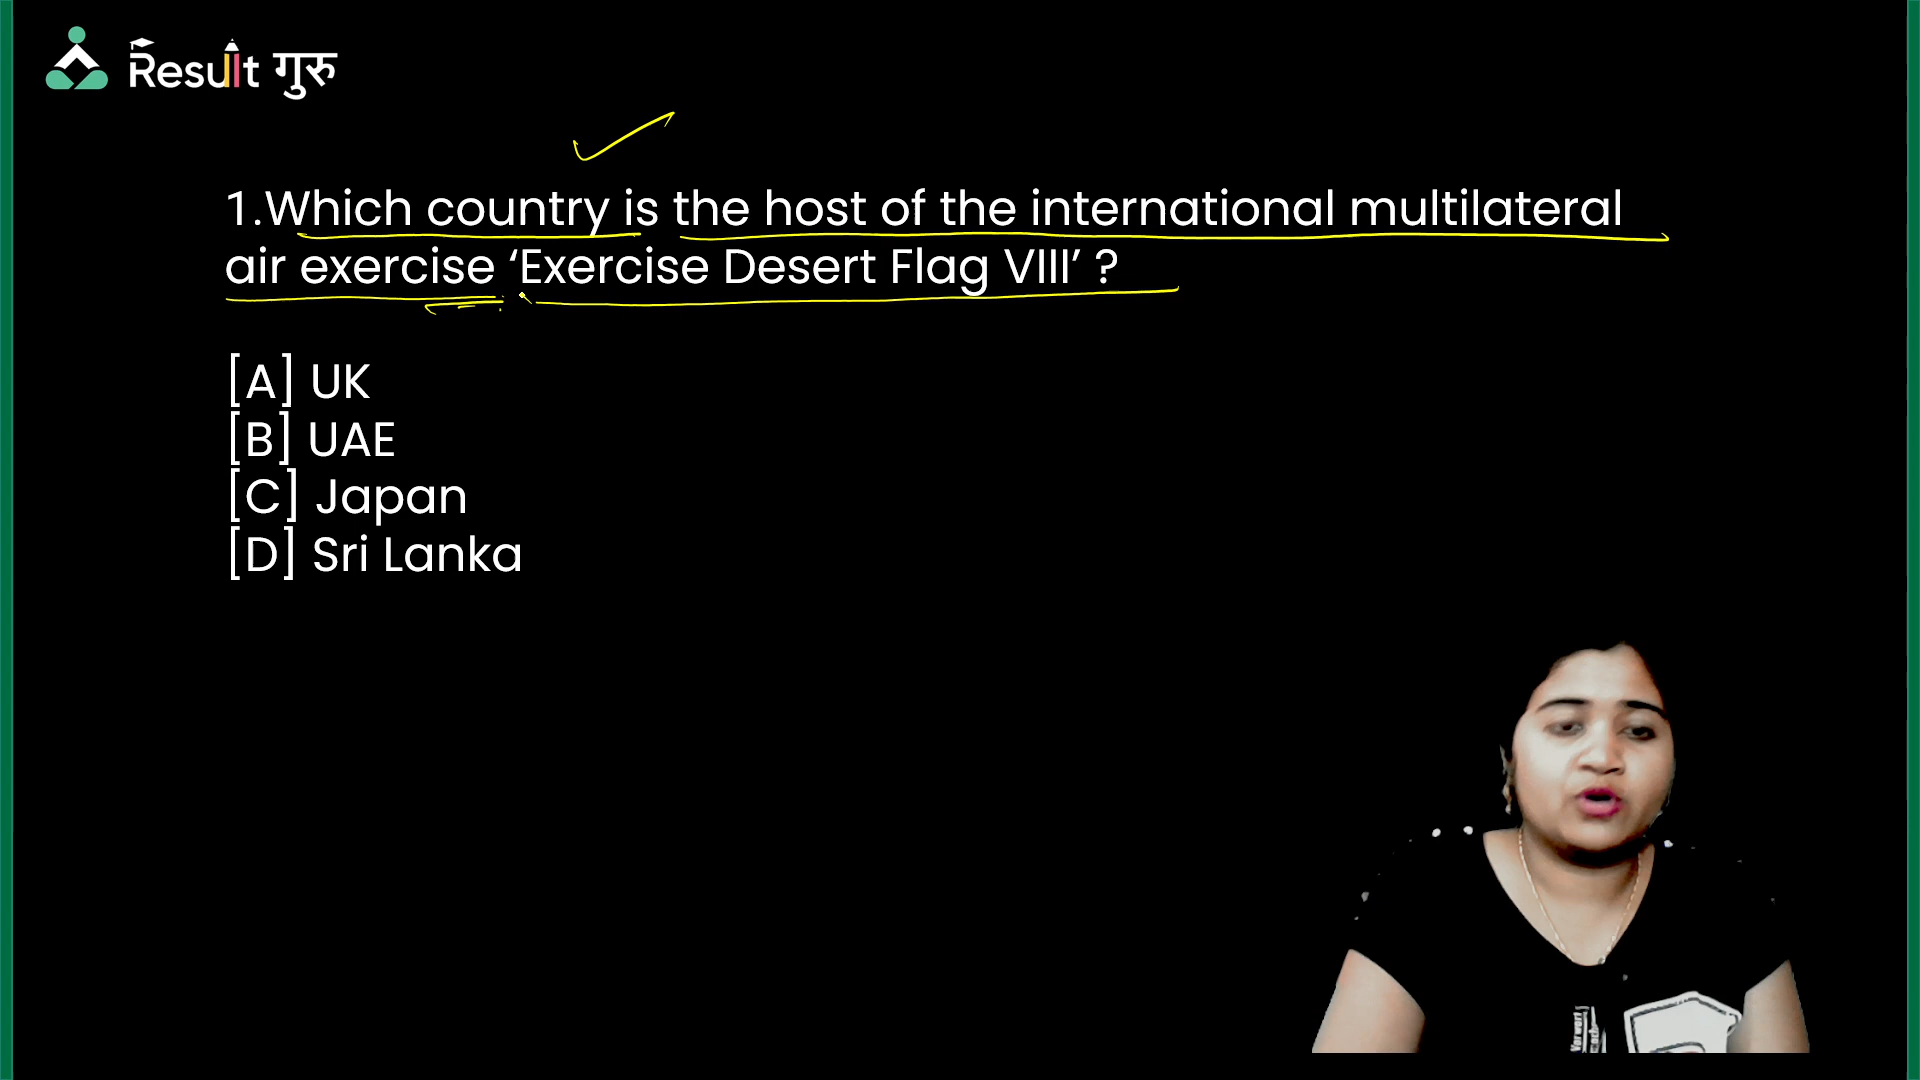 Result गुरु
1.Which country is the host of the international multilateral
air exercise ‘Exercise Desert Flag VIII’ ?
[A] UK
[B] UAE
[C] Japan
[D] Sri Lanka